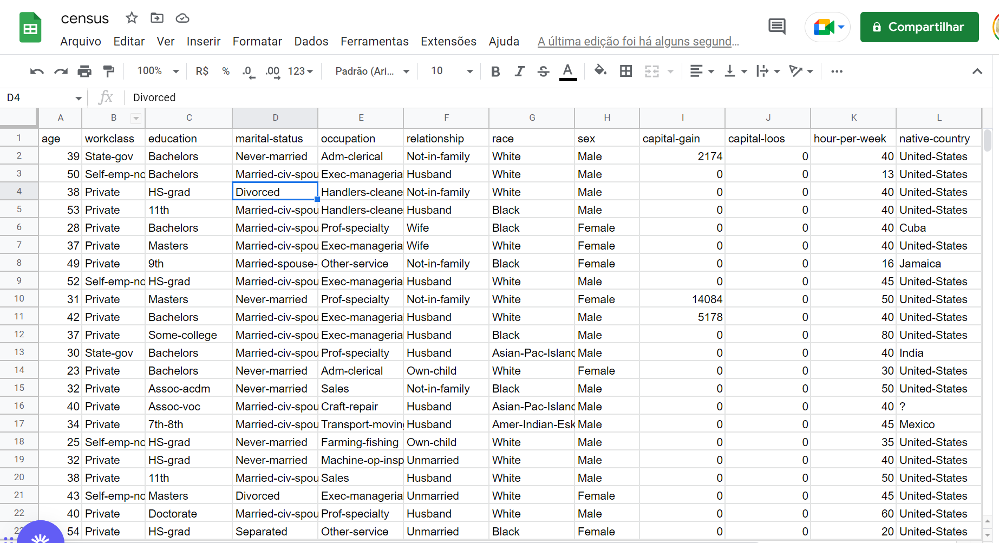 census
Arquivo Editar Ver Inserir Formatar Dados Ferramentas Extensões Ajuda A última edição foi há alguns segund...
Compartilhar
100% R$ % .0 .00 123 Padrão (Ari... 10 B I S A
D4 fx Divorced
A B C D E F G H I J K L
1 age workclass education marital-status occupation relationship race sex capital-gain capital-loos hour-per-week native-country
2 39 State-gov Bachelors Never-married Adm-clerical Not-in-family White Male 2174 0 40 United-States
3 50 Self-emp-no Bachelors Married-civ-spou Exec-manageria Husband White Male 0 0 13 United-States
4 38 Private HS-grad Divorced Handlers-cleane Not-in-family White Male 0 0 40 United-States
5 53 Private 11th Married-civ-spou Handlers-cleane Husband Black Male 0 0 40 United-States
6 28 Private Bachelors Married-civ-spou Prof-specialty Wife Black Female 0 0 40 Cuba
7 37 Private Masters Married-civ-spou Exec-manageria Wife White Female 0 0 40 United-States
8 49 Private 9th Married-spouse- Other-service Not-in-family Black Female 0 0 16 Jamaica
9 52 Self-emp-no HS-grad Married-civ-spou Exec-manageria Husband White Male 0 0 45 United-States
10 31 Private Masters Never-married Prof-specialty Not-in-family White Female 14084 0 50 United-States
11 42 Private Bachelors Married-civ-spou Exec-manageria Husband White Male 5178 0 40 United-States
12 37 Private Some-college Married-civ-spou Exec-manageria Husband Black Male 0 0 80 United-States
13 30 State-gov Bachelors Married-civ-spou Prof-specialty Husband Asian-Pac-Islanc Male 0 0 40 India
14 23 Private Bachelors Never-married Adm-clerical Own-child White Female 0 0 30 United-States
15 32 Private Assoc-acdm Never-married Sales Not-in-family Black Male 0 0 50 United-States
16 40 Private Assoc-voc Married-civ-spou Craft-repair Husband Asian-Pac-Islanc Male 0 0 40 ?
17 34 Private 7th-8th Married-civ-spou Transport-moving Husband Amer-Indian-Esk Male 0 0 45 Mexico
18 25 Self-emp-no HS-grad Never-married Farming-fishing Own-child White Male 0 0 35 United-States
19 32 Private HS-grad Never-married Machine-op-insp Unmarried White Male 0 0 40 United-States
20 38 Private 11th Married-civ-spou Sales Husband White Male 0 0 50 United-States
21 43 Self-emp-no Masters Divorced Exec-manageria Unmarried White Female 0 0 45 United-States
22 40 Private Doctorate Married-civ-spou Prof-specialty Husband White Male 0 0 60 United-States
23 54 Private HS-grad Separated Other-service Unmarried Black Female 0 0 20 United-States